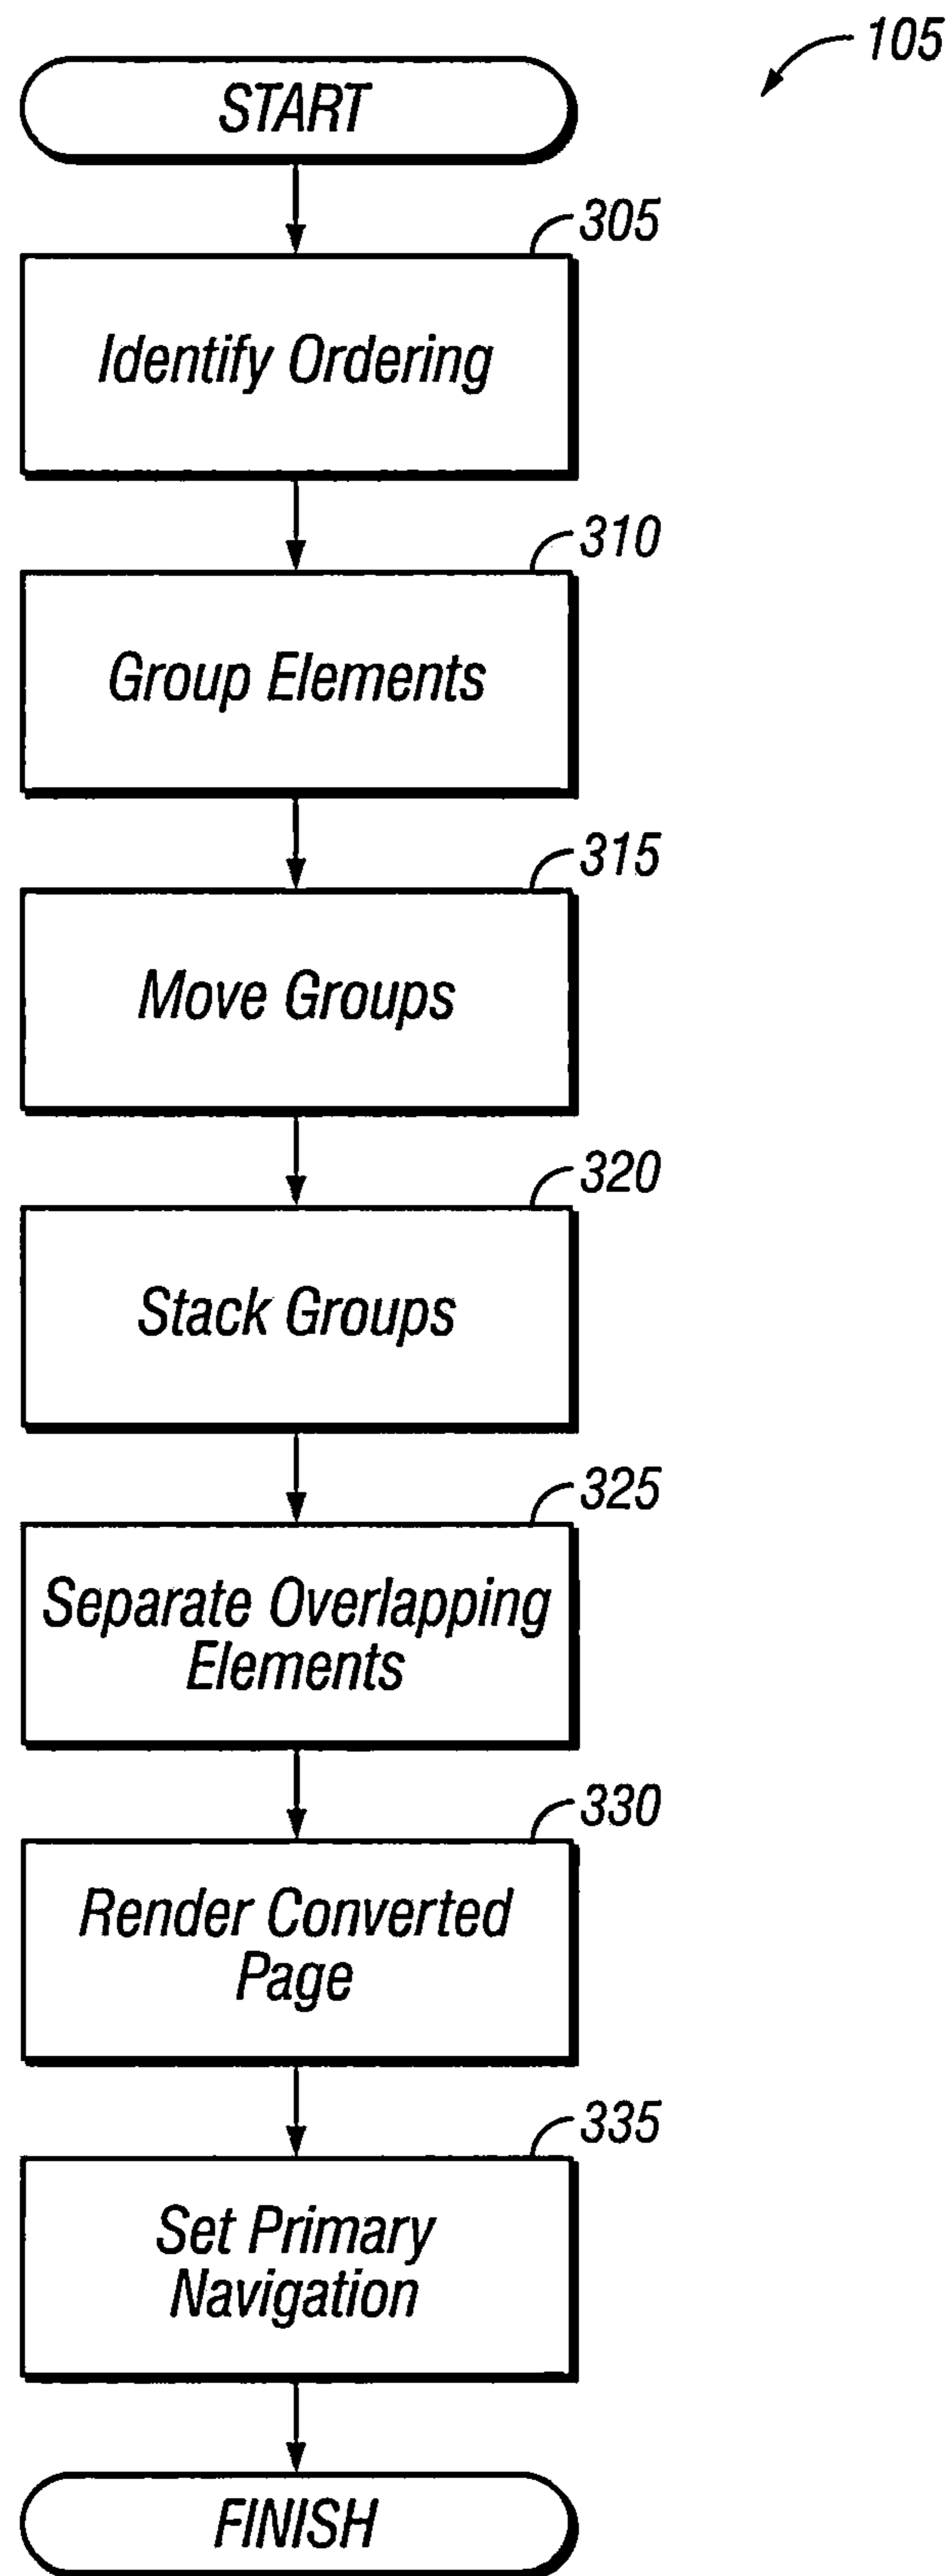 105
START
305
Identify Ordering
310
Group Elements
315
Move Groups
320
Stack Groups
325
Separate Overlapping
Elements
330
Render Converted
Page
335
Set Primary
Navigation
FINISH